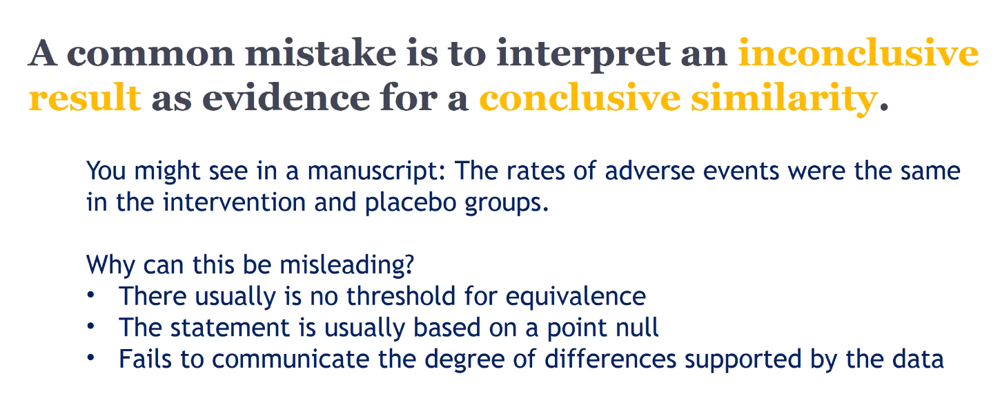 A common mistake is to interpret an inconclusive
result as evidence for a conclusive similarity.
You might see in a manuscript: The rates of adverse events were the same
in the intervention and placebo groups.
Why can this be misleading?
• There usually is no threshold for equivalence
• The statement is usually based on a point null
• Fails to communicate the degree of differences supported by the data